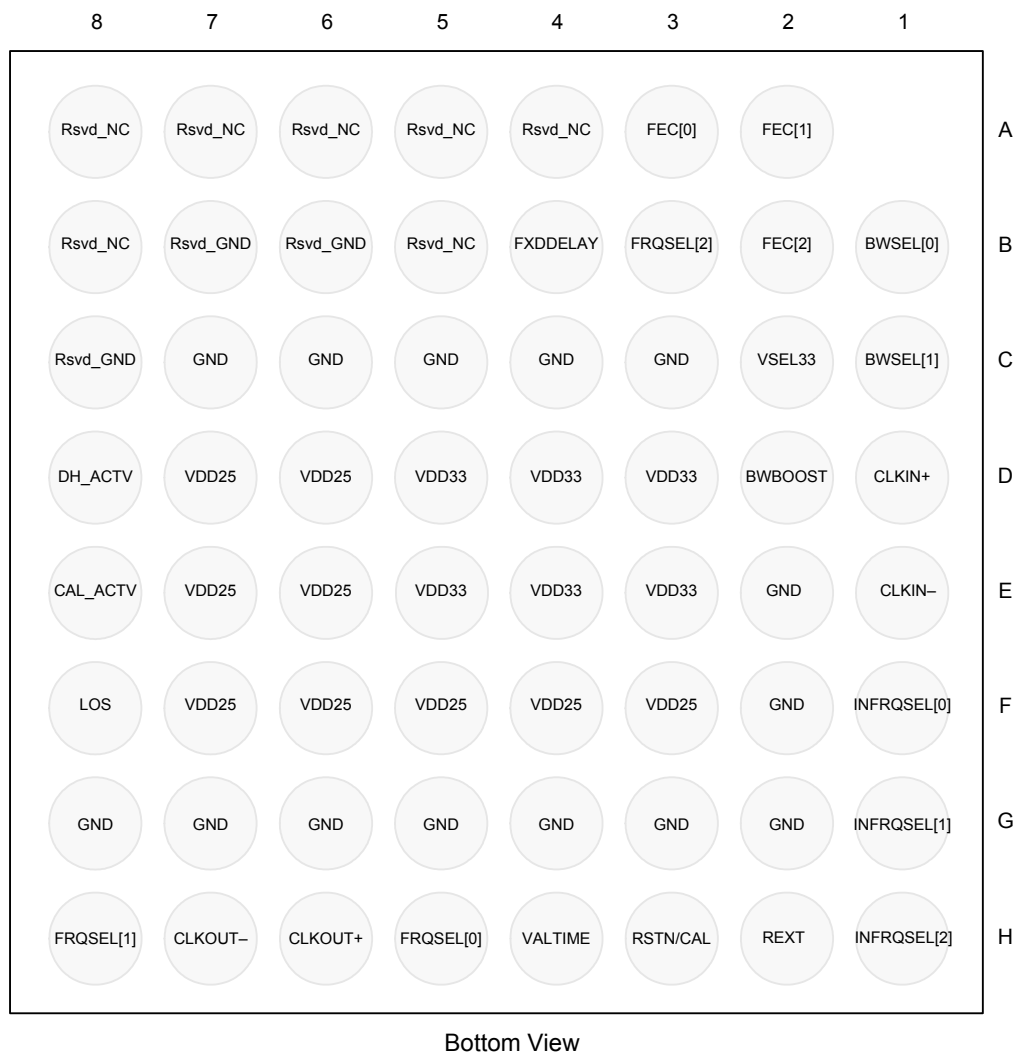 8 7 6 5 4 3 2 1
Rsvd_NC Rsvd_NC Rsvd_NC Rsvd_NC Rsvd_NC FEC[0] FEC[1] A
Rsvd_NC Rsvd_GND Rsvd_GND Rsvd_NC FXDDELAY FRQSEL[2] FEC[2] BWSEL[0] B
Rsvd_GND GND GND GND GND GND VSEL33 BWSEL[1] C
DH_ACTV VDD25 VDD25 VDD33 VDD33 VDD33 BWBOOST CLKIN+ D
CAL_ACTV VDD25 VDD25 VDD33 VDD33 VDD33 GND CLKIN– E
LOS VDD25 VDD25 VDD25 VDD25 VDD25 GND INFRQSEL[0] F
GND GND GND GND GND GND GND INFRQSEL[1] G
FRQSEL[1] CLKOUT– CLKOUT+ FRQSEL[0] VALTIME RSTN/CAL REXT INFRQSEL[2] H
Bottom View